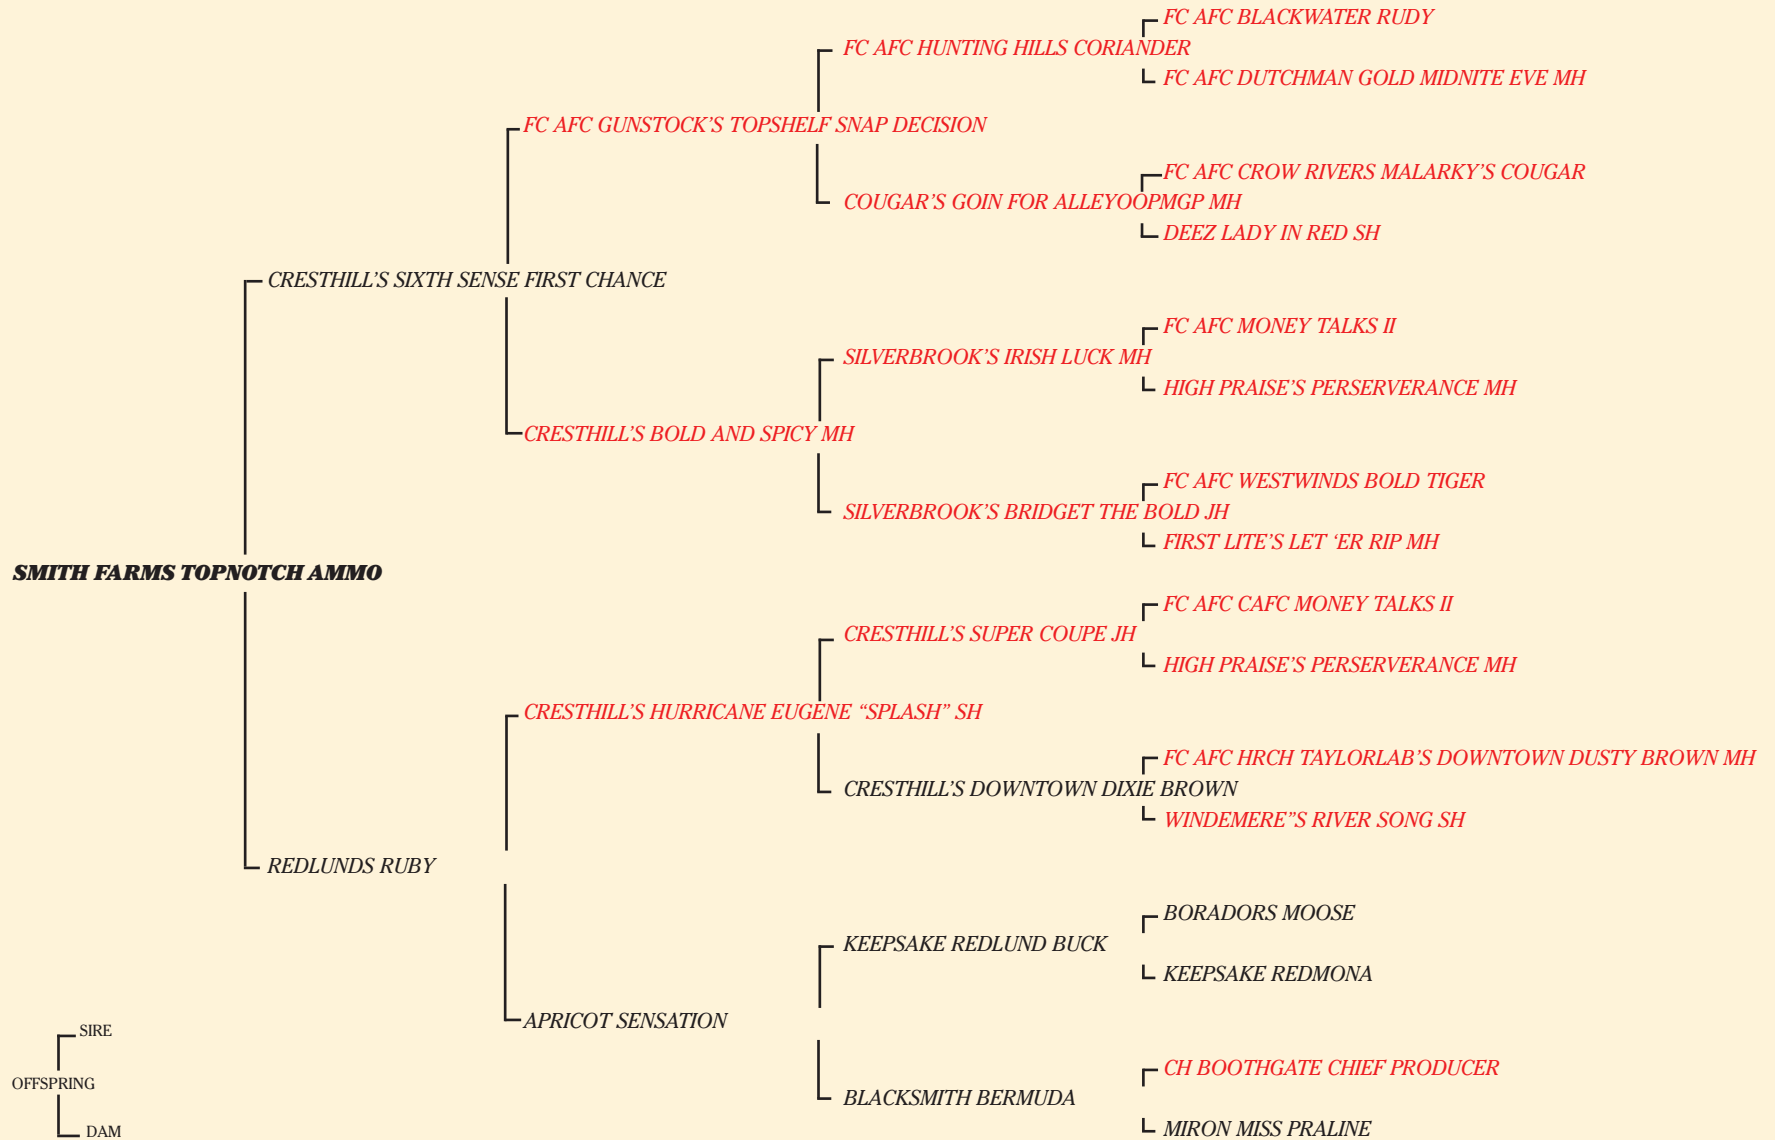 FC AFC BLACKWATER RUDY
FC AFC HUNTING HILLS CORIANDER
FC AFC DUTCHMAN GOLD MIDNITE EVE MH
FC AFC GUNSTOCK’S TOPSHELF SNAP DECISION
FC AFC CROW RIVERS MALARKY’S COUGAR
COUGAR’S GOIN FOR ALLEYOOPMGP MH
DEEZ LADY IN RED SH
CRESTHILL’S SIXTH SENSE FIRST CHANCE
FC AFC MONEY TALKS II
SILVERBROOK’S IRISH LUCK MH
HIGH PRAISE’S PERSERVERANCE MH
CRESTHILL’S BOLD AND SPICY MH
FC AFC WESTWINDS BOLD TIGER
SILVERBROOK’S BRIDGET THE BOLD JH
FIRST LITE’S LET ‘ER RIP MH
SMITH FARMS TOPNOTCH AMMO
FC AFC CAFC MONEY TALKS II
CRESTHILL’S SUPER COUPE JH
HIGH PRAISE’S PERSERVERANCE MH
CRESTHILL’S HURRICANE EUGENE “SPLASH” SH
FC AFC HRCH TAYLORLAB’S DOWNTOWN DUSTY BROWN MH
CRESTHILL’S DOWNTOWN DIXIE BROWN
WINDEMERE”S RIVER SONG SH
REDLUNDS RUBY
BORADORS MOOSE
KEEPSAKE REDLUND BUCK
KEEPSAKE REDMONA
APRICOT SENSATION
CH BOOTHGATE CHIEF PRODUCER
BLACKSMITH BERMUDA
MIRON MISS PRALINE
SIRE
OFFSPRING
DAM